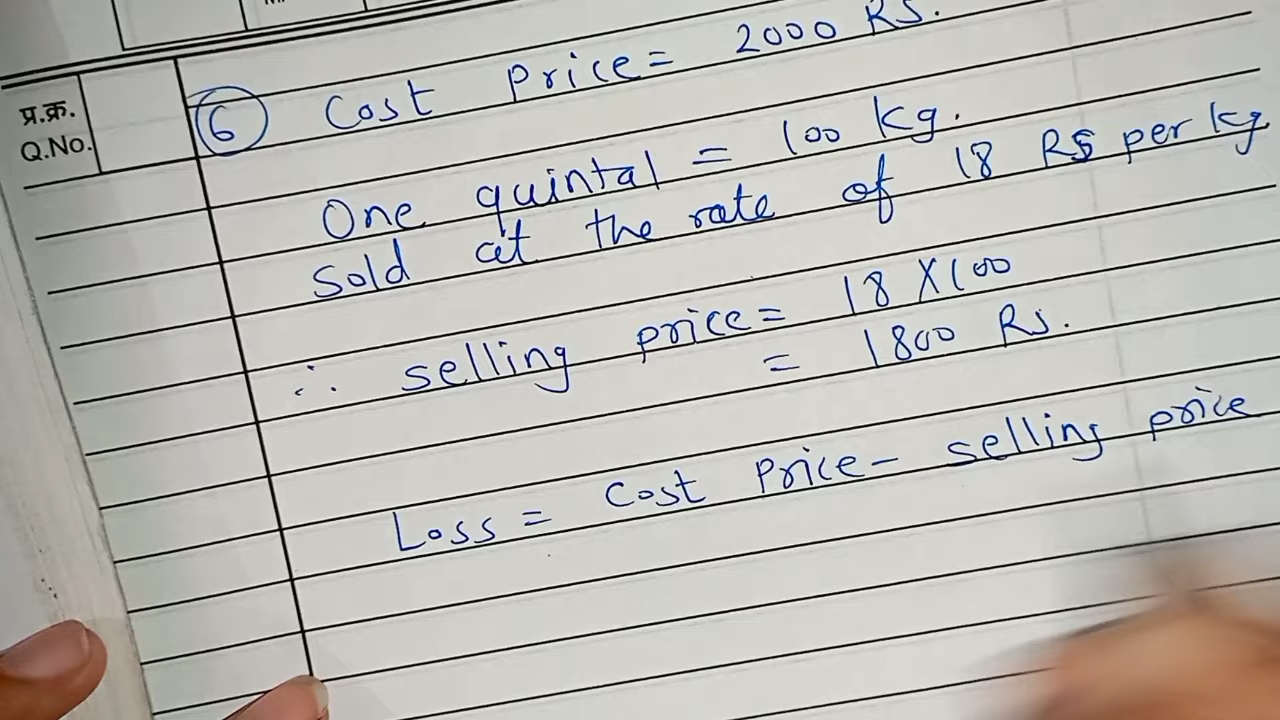 प्र.क्र.
Q.No.
6 Cost Price = 2000 RS.
One quintal = 100 kg.
sold at the rate of 18 RS per kg
∴ selling price = 18 X 100
= 1800 Rs.
Loss = Cost Price - selling price